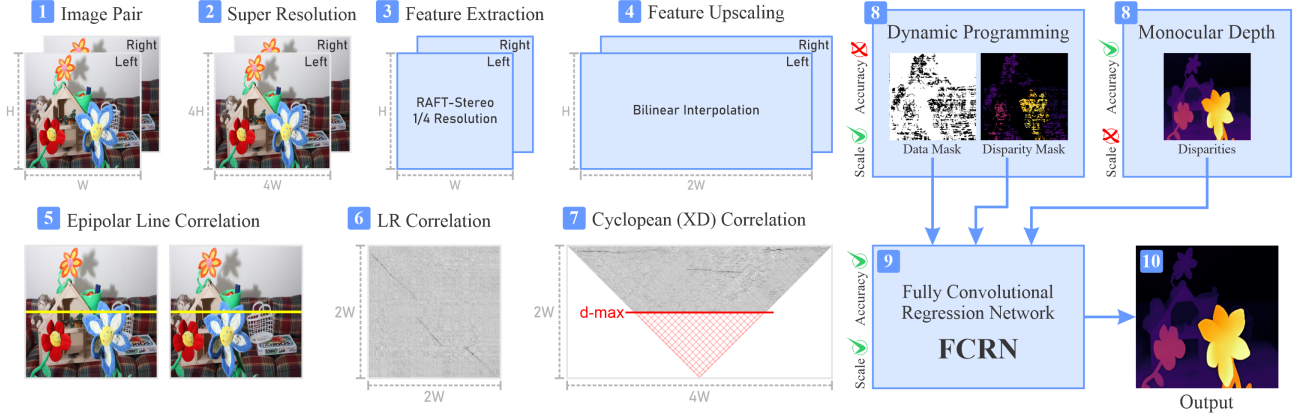 1 Image Pair
Right
Left
H
W
2 Super Resolution
Right
Left
4H
4W
3 Feature Extraction
Right
Left
RAFT-Stereo
1/4 Resolution
H
W
4 Feature Upscaling
Right
Left
Bilinear Interpolation
H
2W
5 Epipolar Line Correlation
6 LR Correlation
2W
2W
7 Cyclopean (XD) Correlation
2W
d-max
4W
8
Dynamic Programming
Accuracy
Scale
Data Mask
Disparity Mask
8
Monocular Depth
Accuracy
Scale
Disparities
9
Accuracy
Scale
Fully Convolutional
Regression Network
FCRN
10
Output